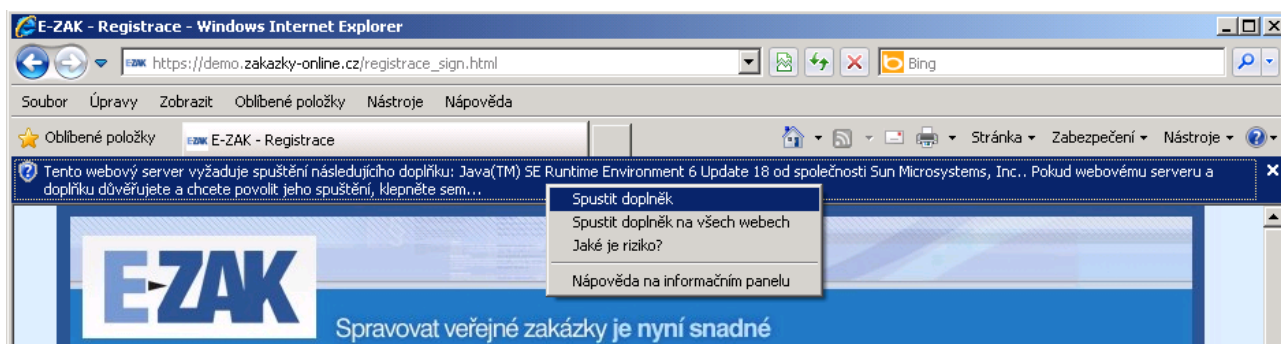 E-ZAK - Registrace - Windows Internet Explorer
E-ZAK https://demo.zakazky-online.cz/registrace_sign.html Bing
Soubor Úpravy Zobrazit Oblíbené položky Nástroje Nápověda
Oblíbené položky E-ZAK E-ZAK - Registrace Stránka Zabezpečení Nástroje
Tento webový server vyžaduje spuštění následujícího doplňku: Java(TM) SE Runtime Environment 6 Update 18 od společnosti Sun Microsystems, Inc.. Pokud webovému serveru a
doplňku důvěřujete a chcete povolit jeho spuštění, klepněte sem...
Spustit doplněk
Spustit doplněk na všech webech
Jaké je riziko?
Nápověda na informačním panelu
E-ZAK
Spravovat veřejné zakázky je nyní snadné